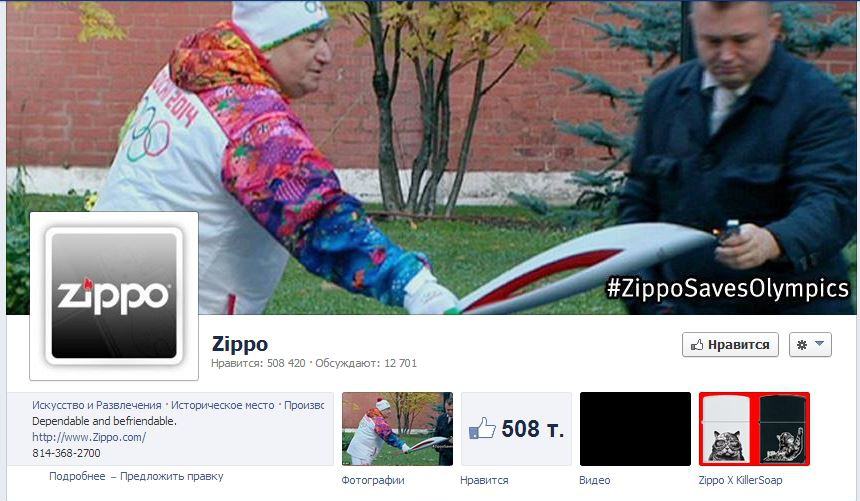 SOCHI 2014
#ZippoSavesOlympics
zippo
Zippo
Нравится: 508 420 · Обсуждают: 12 701
Нравится
Искусство и Развлечения · Историческое место · Произво
Dependable and befriendable.
http://www.Zippo.com/
814-368-2700
508 т.
Подробнее – Предложить правку
Фотографии
Нравится
Видео
Zippo X KillerSoap